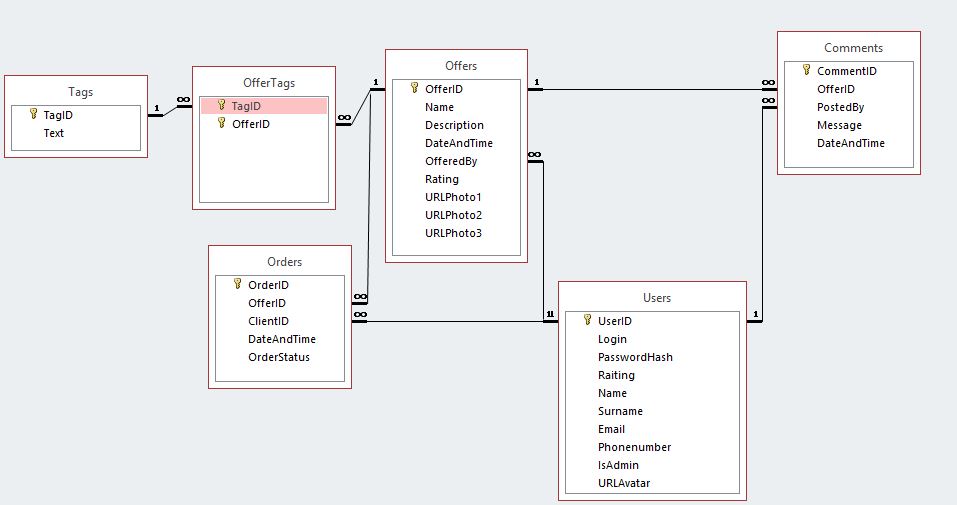 Tags
TagID
Text
OfferTags
TagID
OfferID
Offers
OfferID
Name
Description
DateAndTime
OfferedBy
Rating
URLPhoto1
URLPhoto2
URLPhoto3
Comments
CommentID
OfferID
PostedBy
Message
DateAndTime
Orders
OrderID
OfferID
ClientID
DateAndTime
OrderStatus
Users
UserID
Login
PasswordHash
Raiting
Name
Surname
Email
Phonenumber
IsAdmin
URLAvatar
1
∞
1
∞
1
∞
∞
∞
∞
∞
11
1